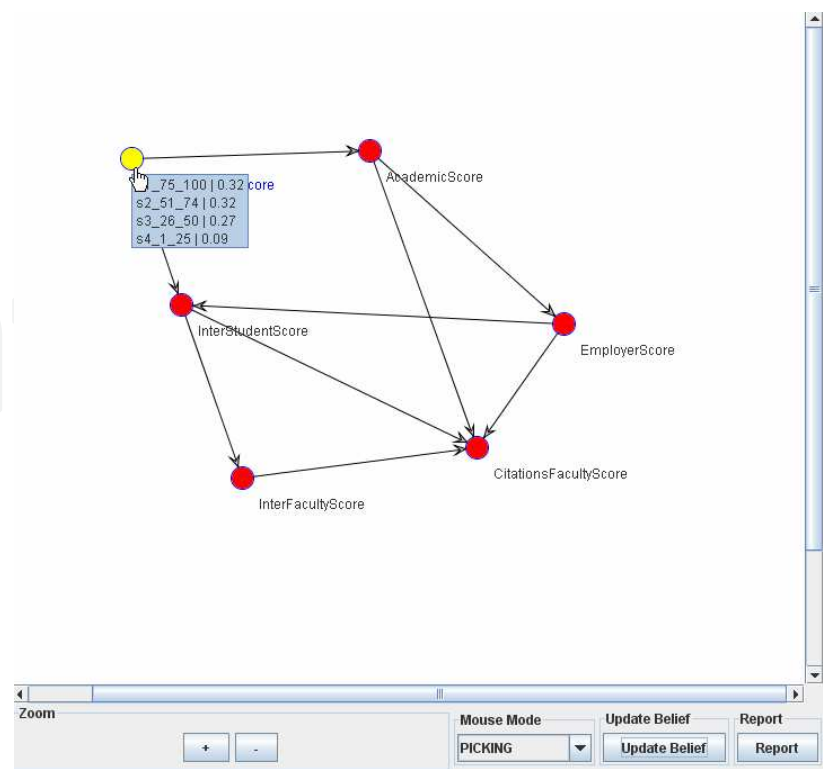 AcademicScore
_75_100 | 0.32 core
s2_51_74 | 0.32
s3_26_50 | 0.27
s4_1_25 | 0.09
InterStudentScore
EmployerScore
CitationsFacultyScore
InterFacultyScore
Zoom
Mouse Mode
Update Belief
Report
+
-
PICKING
Update Belief
Report